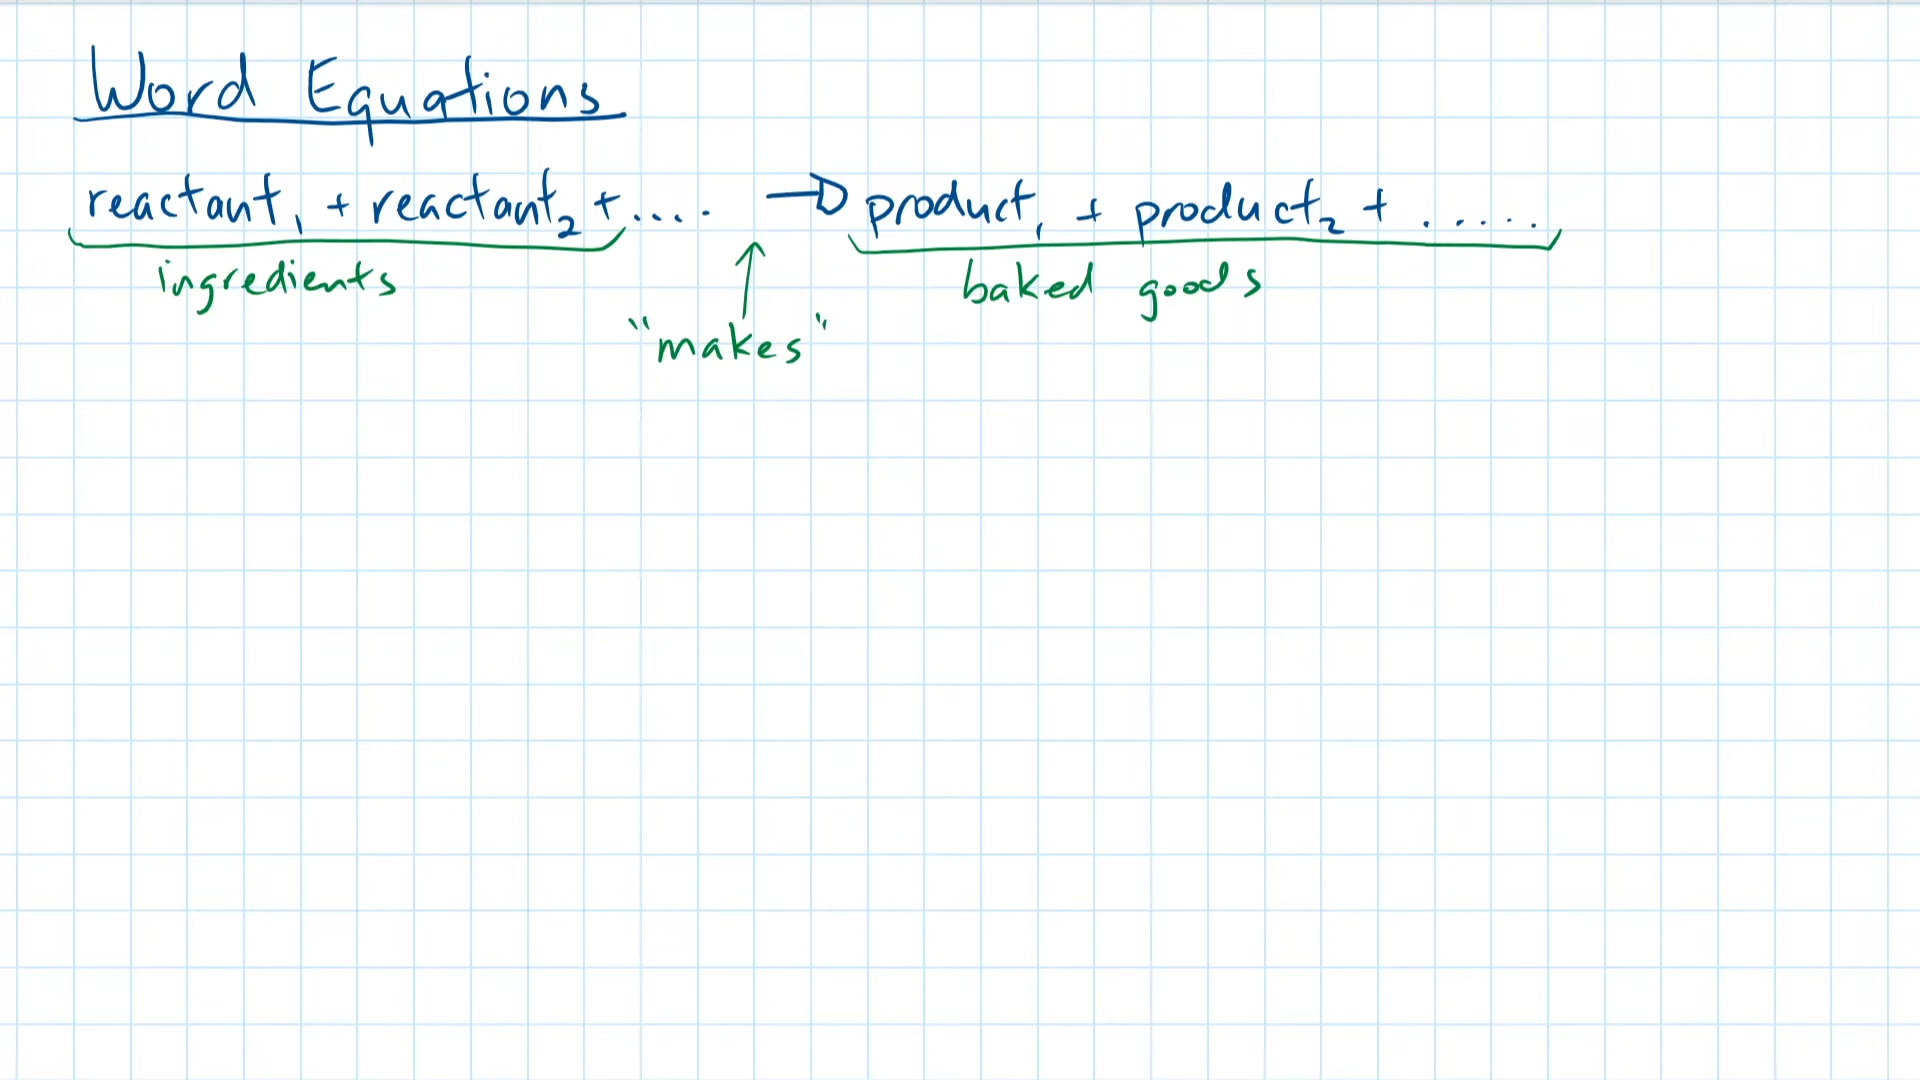 Word Equations
reactant₁ + reactant₂ + .... → product₁ + product₂ + ......
ingredients baked goods
"makes"